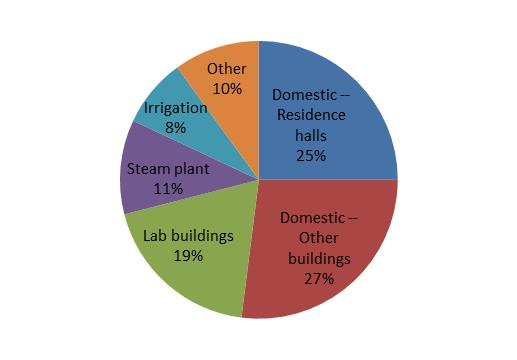 Other
10%
Domestic –
Residence
halls
25%
Irrigation
8%
Steam plant
11%
Domestic –
Other
buildings
27%
Lab buildings
19%